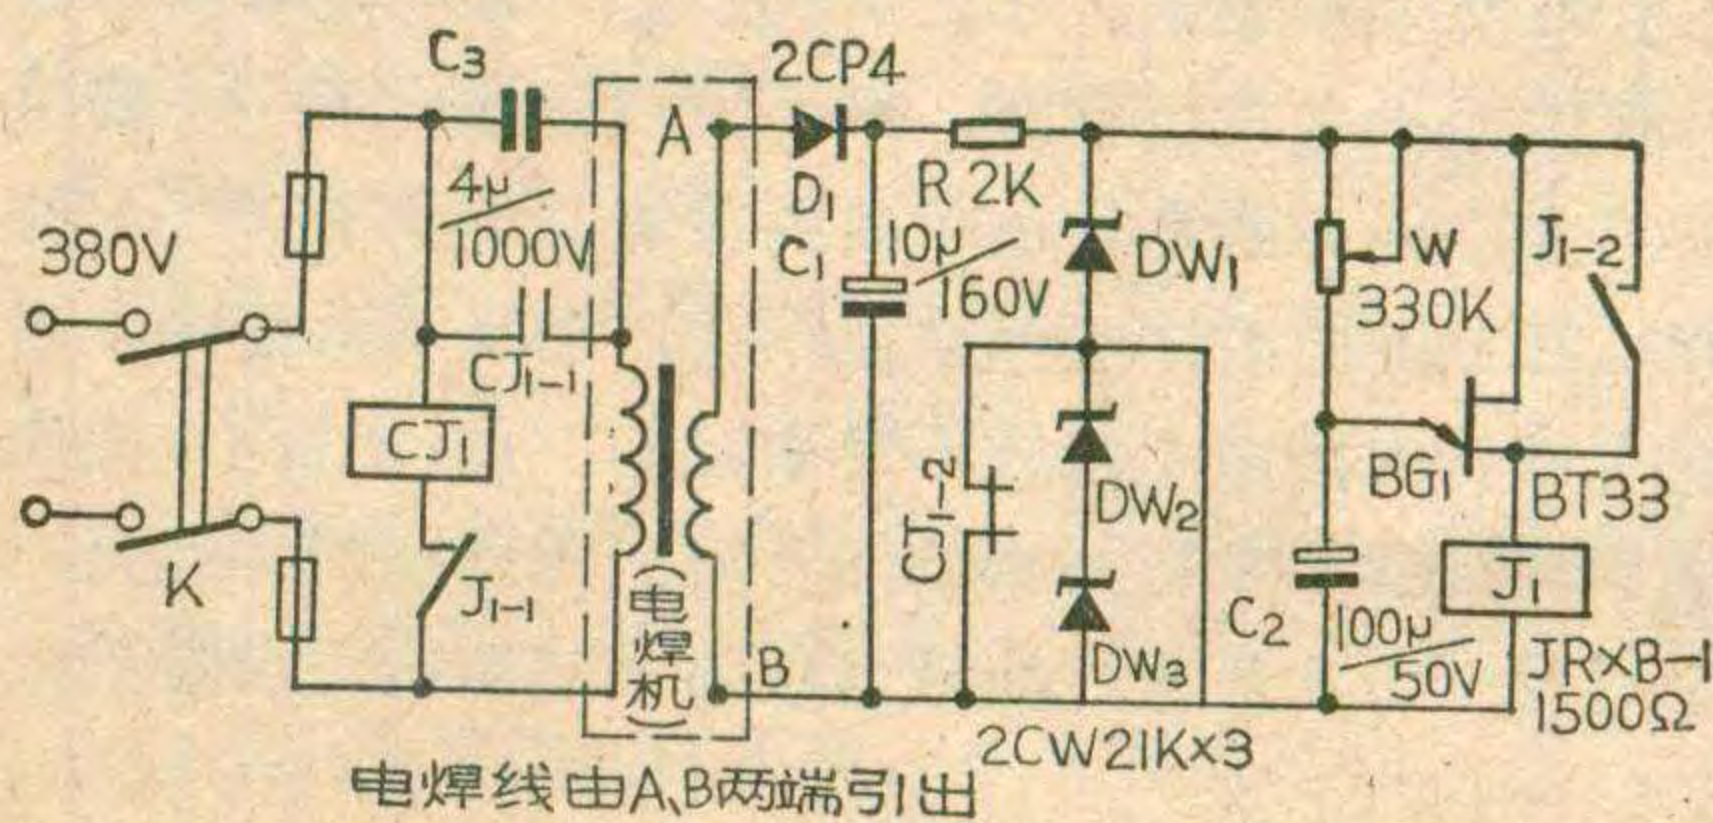 C3
2CP4
4μ/1000V
A
D1
R 2K
380V
C1
10μ/160V
DW1
W
330K
J1-2
CJ1-1
CJ1
CJ1-2
DW2
BG1
BT33
K
J1-1
(电焊机)
B
DW3
C2
100μ/50V
J1
JRXB-1
1500Ω
2CW21K×3
电焊线由A、B两端引出